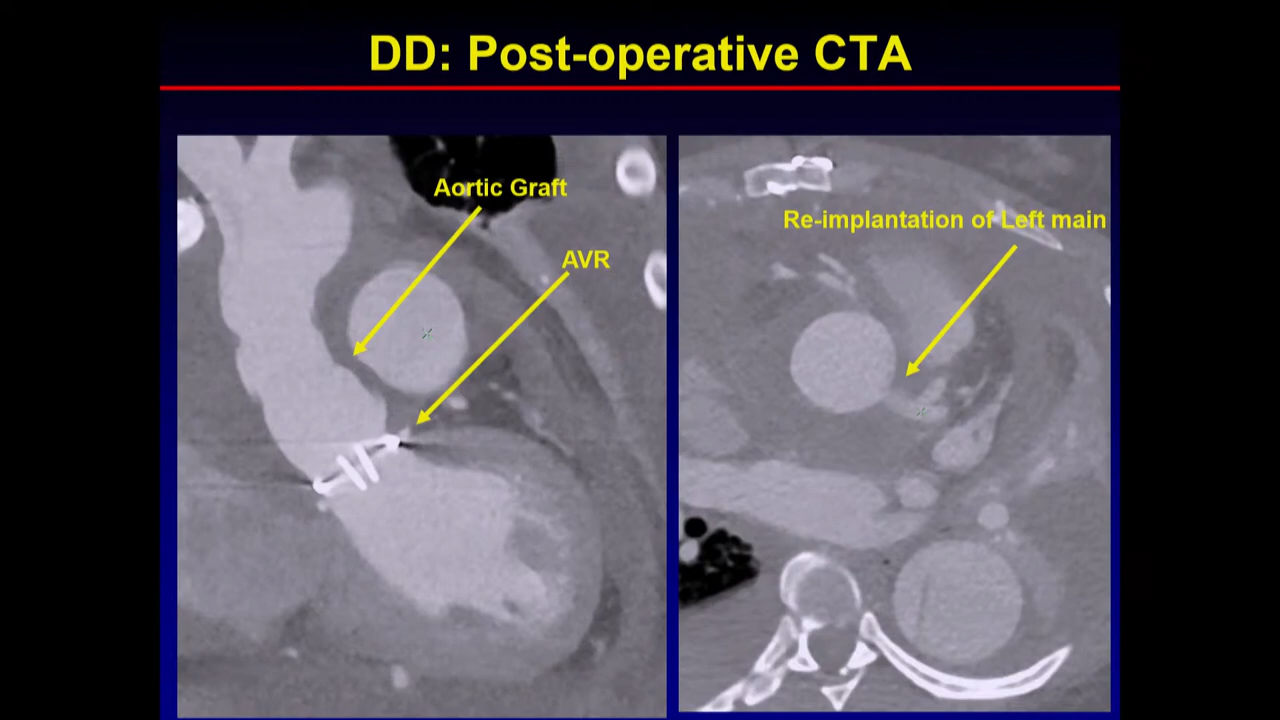 DD: Post-operative CTA
Aortic Graft
AVR
Re-implantation of Left main